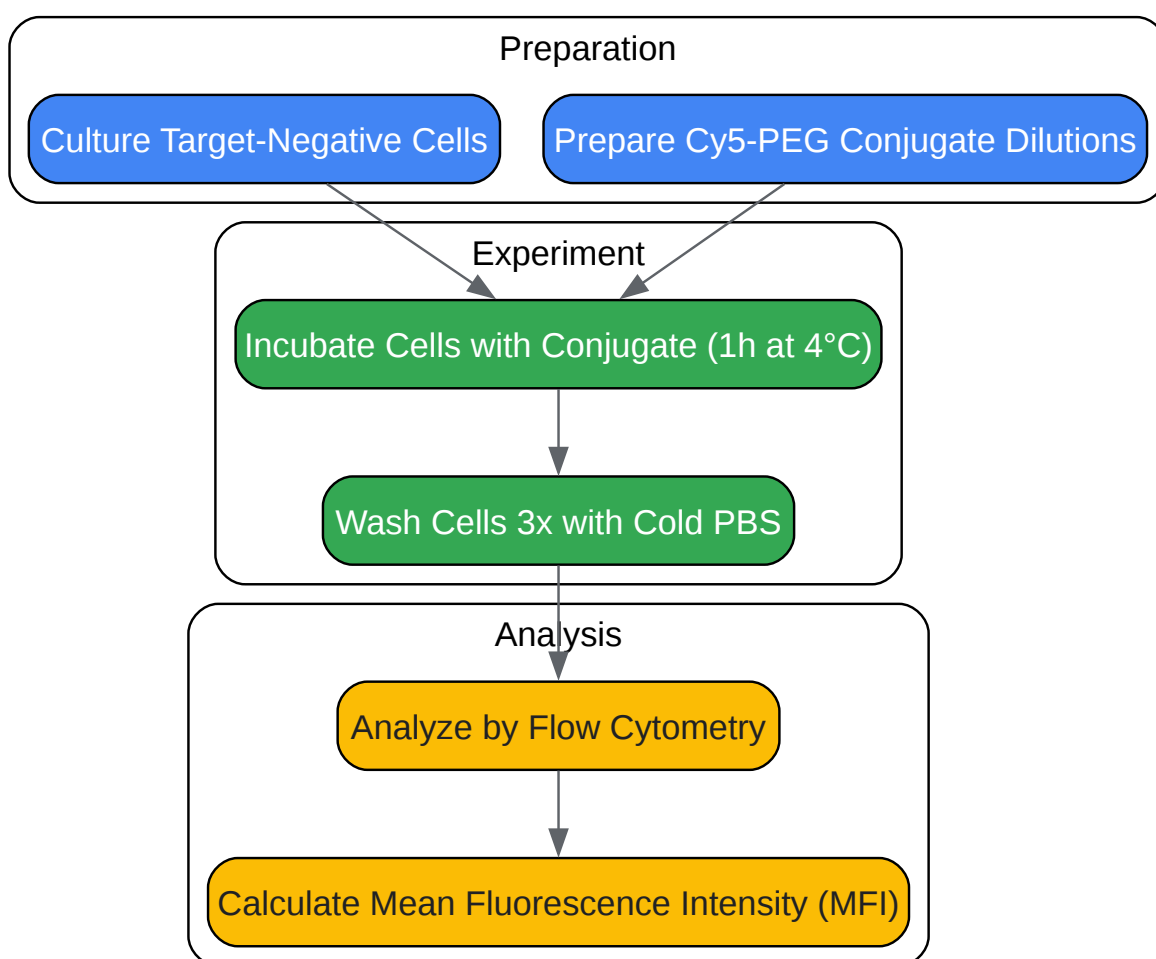 Preparation
Culture Target-Negative Cells
Prepare Cy5-PEG Conjugate Dilutions
Experiment
Incubate Cells with Conjugate (1h at 4°C)
Wash Cells 3x with Cold PBS
Analysis
Analyze by Flow Cytometry
Calculate Mean Fluorescence Intensity (MFI)